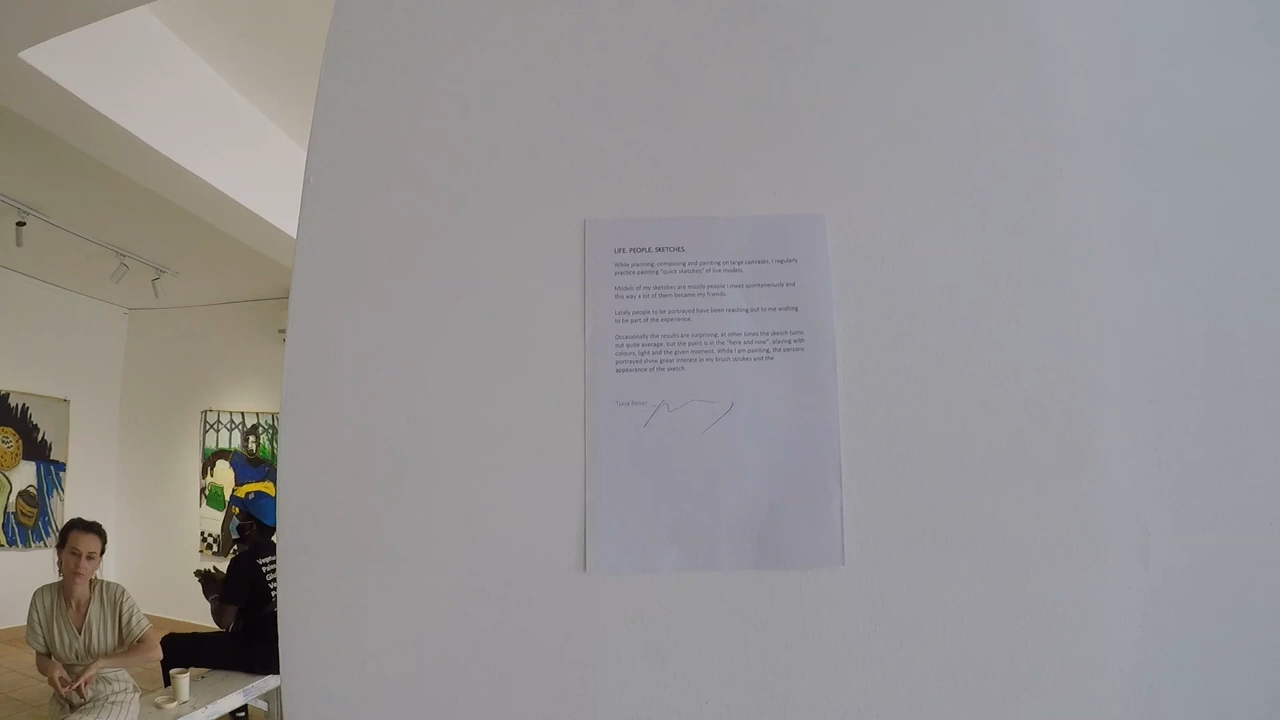 LIFE. PEOPLE. SKETCHES.
While planning, composing and painting on large canvases, I regularly
practice painting "quick sketches" of live models.
Models of my sketches are mostly people I meet spontaneously and
this way a lot of them became my friends.
Lately people to be portrayed have been reaching out to me wishing
to be part of the experience.
Occasionally the results are surprising, at other times the sketch turns
out quite average, but the point is in the "here and now", playing with
colours, light and the given moment. While I am painting, the persons
portrayed show great interest in my brush strokes and the
appearance of the sketch.